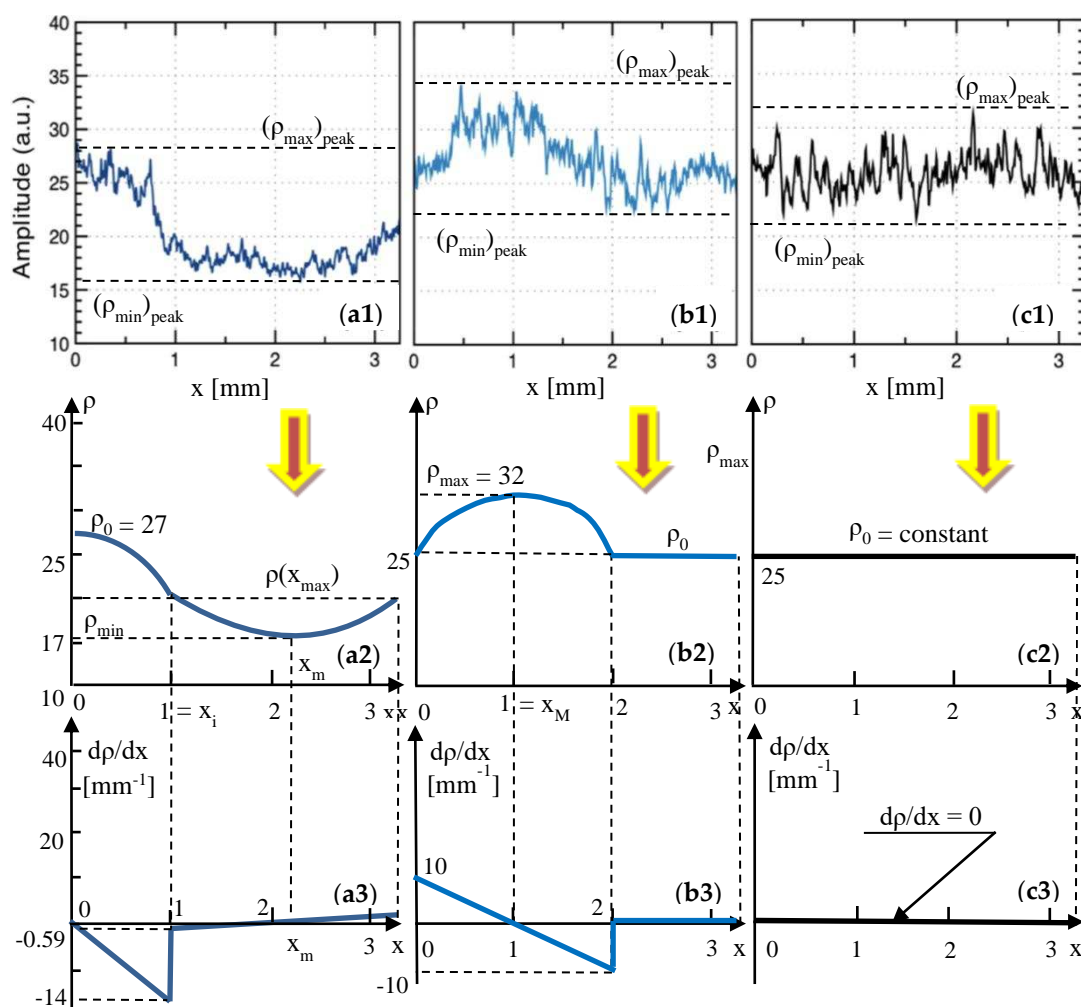 40
35
30
25
20
15
10
Amplitude (a.u.)
(ρmax)peak
(ρmin)peak
(a1)
0 1 2 3
x [mm]
(ρmax)peak
(ρmin)peak
(b1)
0 1 2 3
x [mm]
(ρmax)peak
(ρmin)peak
(c1)
0 1 2 3
x [mm]
ρ
40
ρ0 = 27
25
ρ(xmax)
ρmin
17
xm
(a2)
10
0 1 = xi 2 3 x
ρ
ρmax = 32
25
ρ0
(b2)
0 1 = xM 2 3 x
ρ
ρmax
ρ0 = constant
25
(c2)
0 1 2 3 x
dρ/dx
[mm-1]
40
20
(a3)
0 1 2 3 x
-0.59
xm
-14
dρ/dx
[mm-1]
10
2
(b3)
0 1 3 x
-10
dρ/dx
[mm-1]
dρ/dx = 0
(c3)
0 1 2 3 x